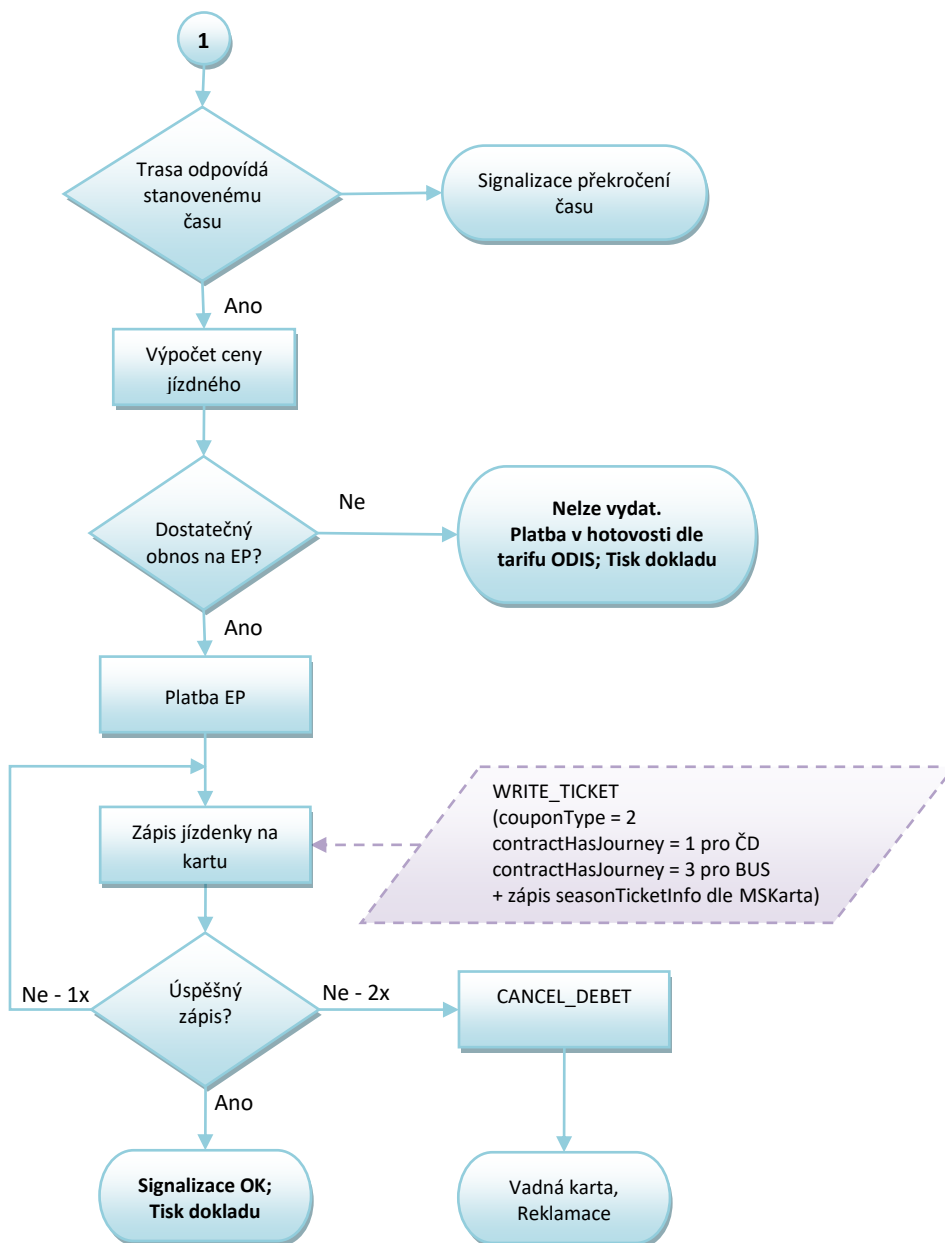 1
Trasa odpovídá
stanovenému
času
Signalizace překročení
času
Ano
Výpočet ceny
jízdného
Dostatečný
obnos na EP?
Ne
Nelze vydat.
Platba v hotovosti dle
tarifu ODIS; Tisk dokladu
Ano
Platba EP
Zápis jízdenky na
kartu
WRITE_TICKET
(couponType = 2
contractHasJourney = 1 pro ČD
contractHasJourney = 3 pro BUS
+ zápis seasonTicketInfo dle MSKarta)
Ne - 1x
Úspěšný
zápis?
Ne - 2x
CANCEL_DEBET
Ano
Signalizace OK;
Tisk dokladu
Vadná karta,
Reklamace